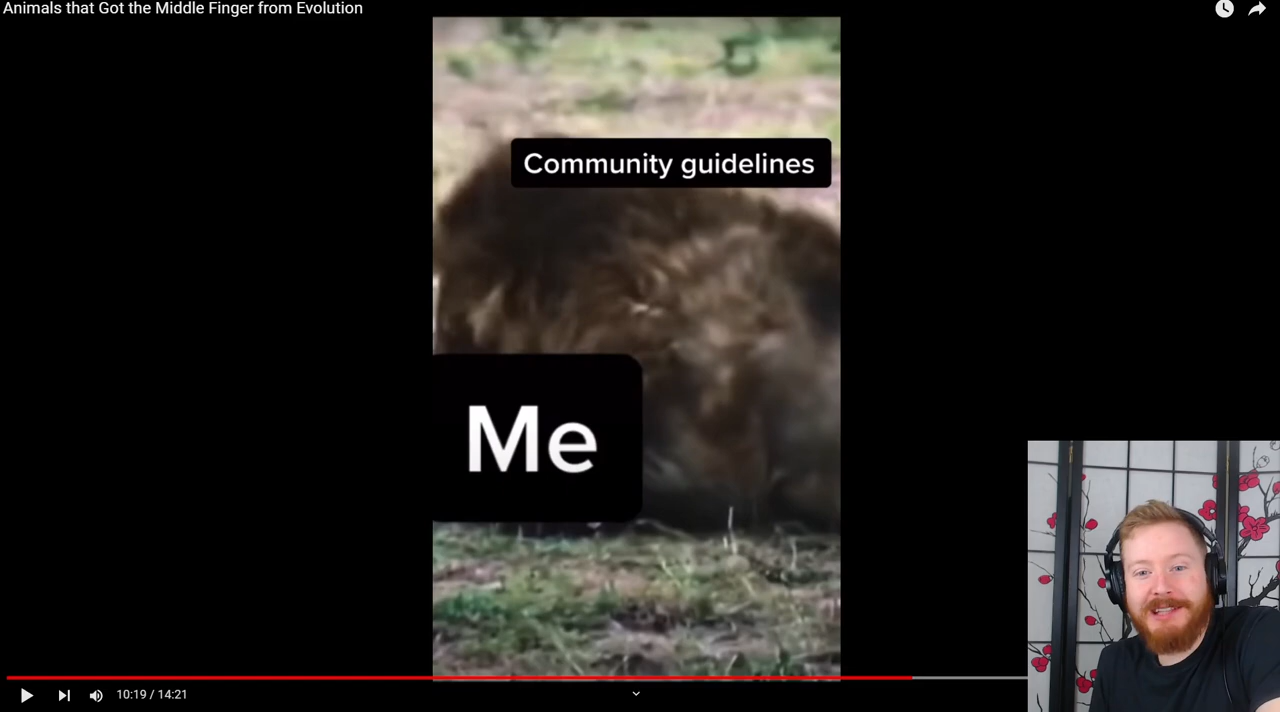 Animals that Got the Middle Finger from Evolution
Community guidelines
Me
10:19 / 14:21